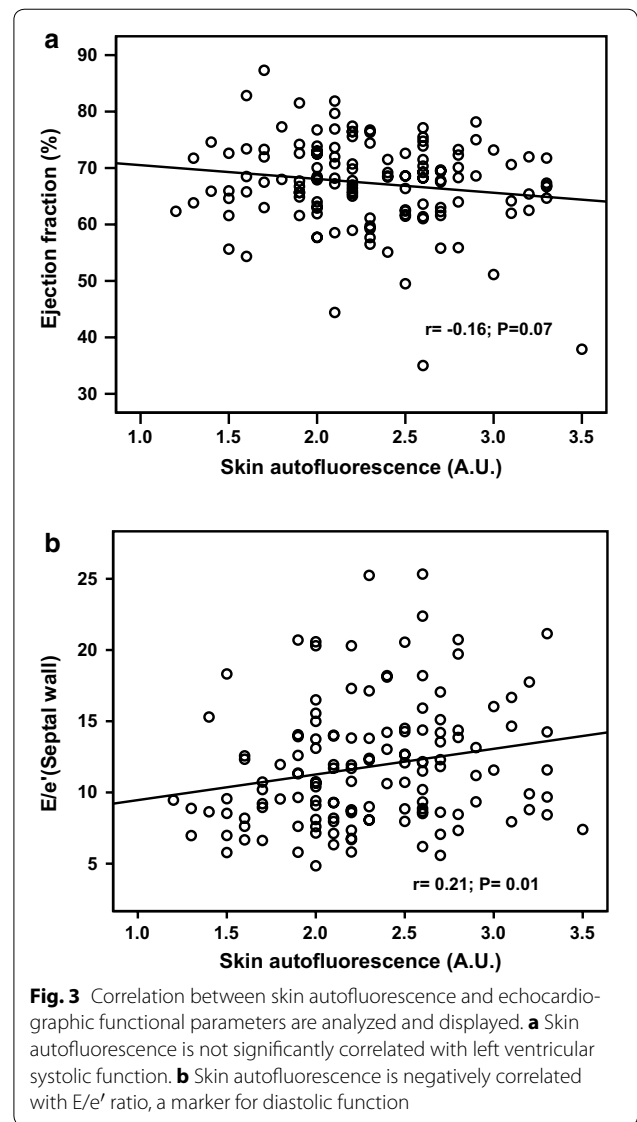 a
90
80
70
60
50
40
30
Ejection fraction (%)
r= -0.16; P=0.07
1.0 1.5 2.0 2.5 3.0 3.5
Skin autofluorescence (A.U.)
b
25
20
15
10
5
E/e'(Septal wall)
r= 0.21; P= 0.01
1.0 1.5 2.0 2.5 3.0 3.5
Skin autofluorescence (A.U.)
Fig. 3 Correlation between skin autofluorescence and echocardio-
graphic functional parameters are analyzed and displayed. a Skin
autofluorescence is not significantly correlated with left ventricular
systolic function. b Skin autofluorescence is negatively correlated
with E/e′ ratio, a marker for diastolic function